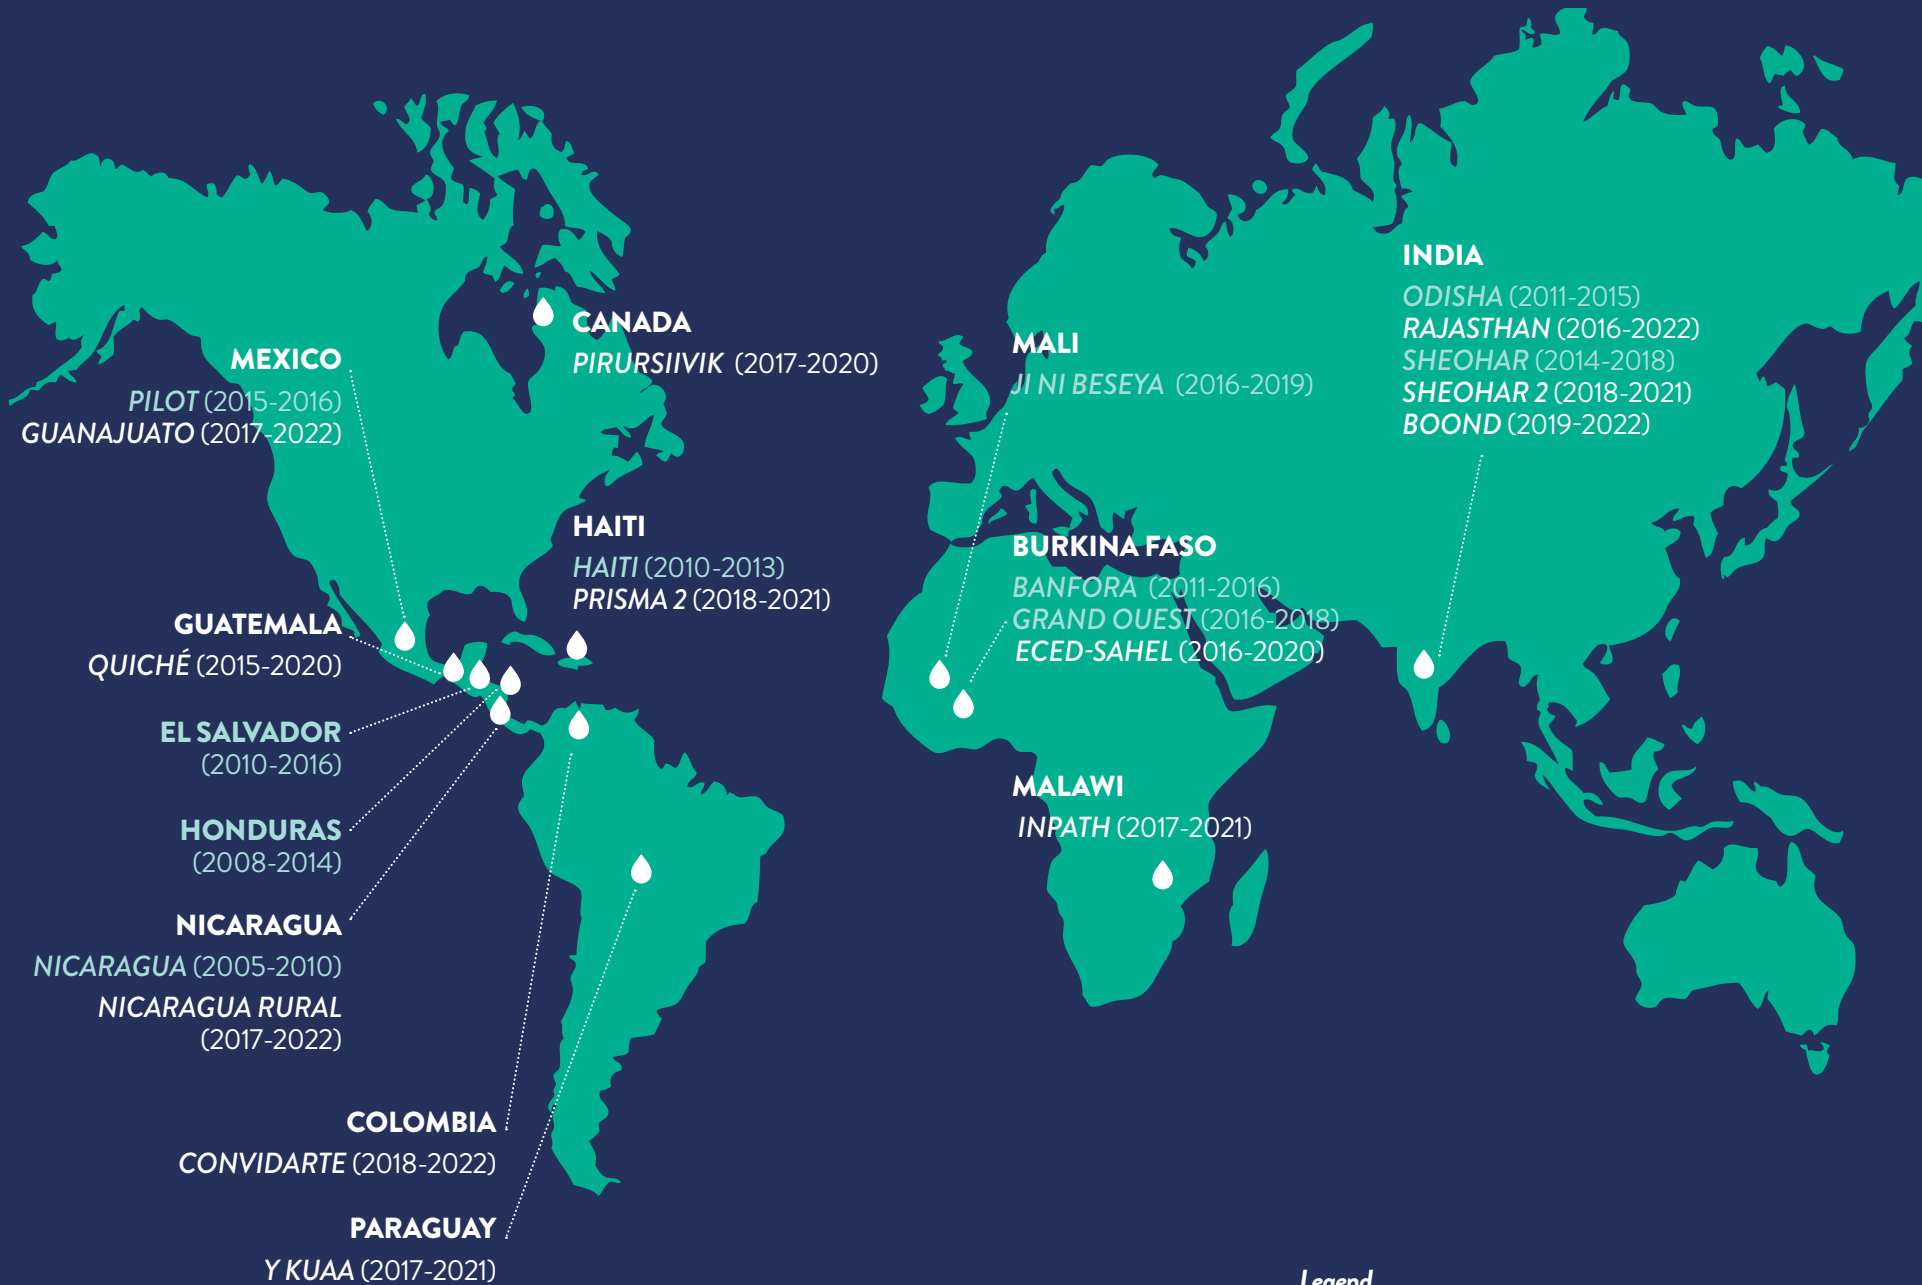 CANADA
PIRURSIIVIK (2017-2020)
MEXICO
PILOT (2015-2016)
GUANAJUATO (2017-2022)
HAITI
HAITI (2010-2013)
PRISMA 2 (2018-2021)
GUATEMALA
QUICHÉ (2015-2020)
EL SALVADOR
(2010-2016)
HONDURAS
(2008-2014)
NICARAGUA
NICARAGUA (2005-2010)
NICARAGUA RURAL
(2017-2022)
COLOMBIA
CONVIDARTE (2018-2022)
PARAGUAY
Y KUAA (2017-2021)
MALI
JI NI BESEYA (2016-2019)
BURKINA FASO
BANFORA (2011-2016)
GRAND OUEST (2016-2018)
ECED-SAHEL (2016-2020)
MALAWI
INPATH (2017-2021)
INDIA
ODISHA (2011-2015)
RAJASTHAN (2016-2022)
SHEOHAR (2014-2018)
SHEOHAR 2 (2018-2021)
BOOND (2019-2022)
Legend